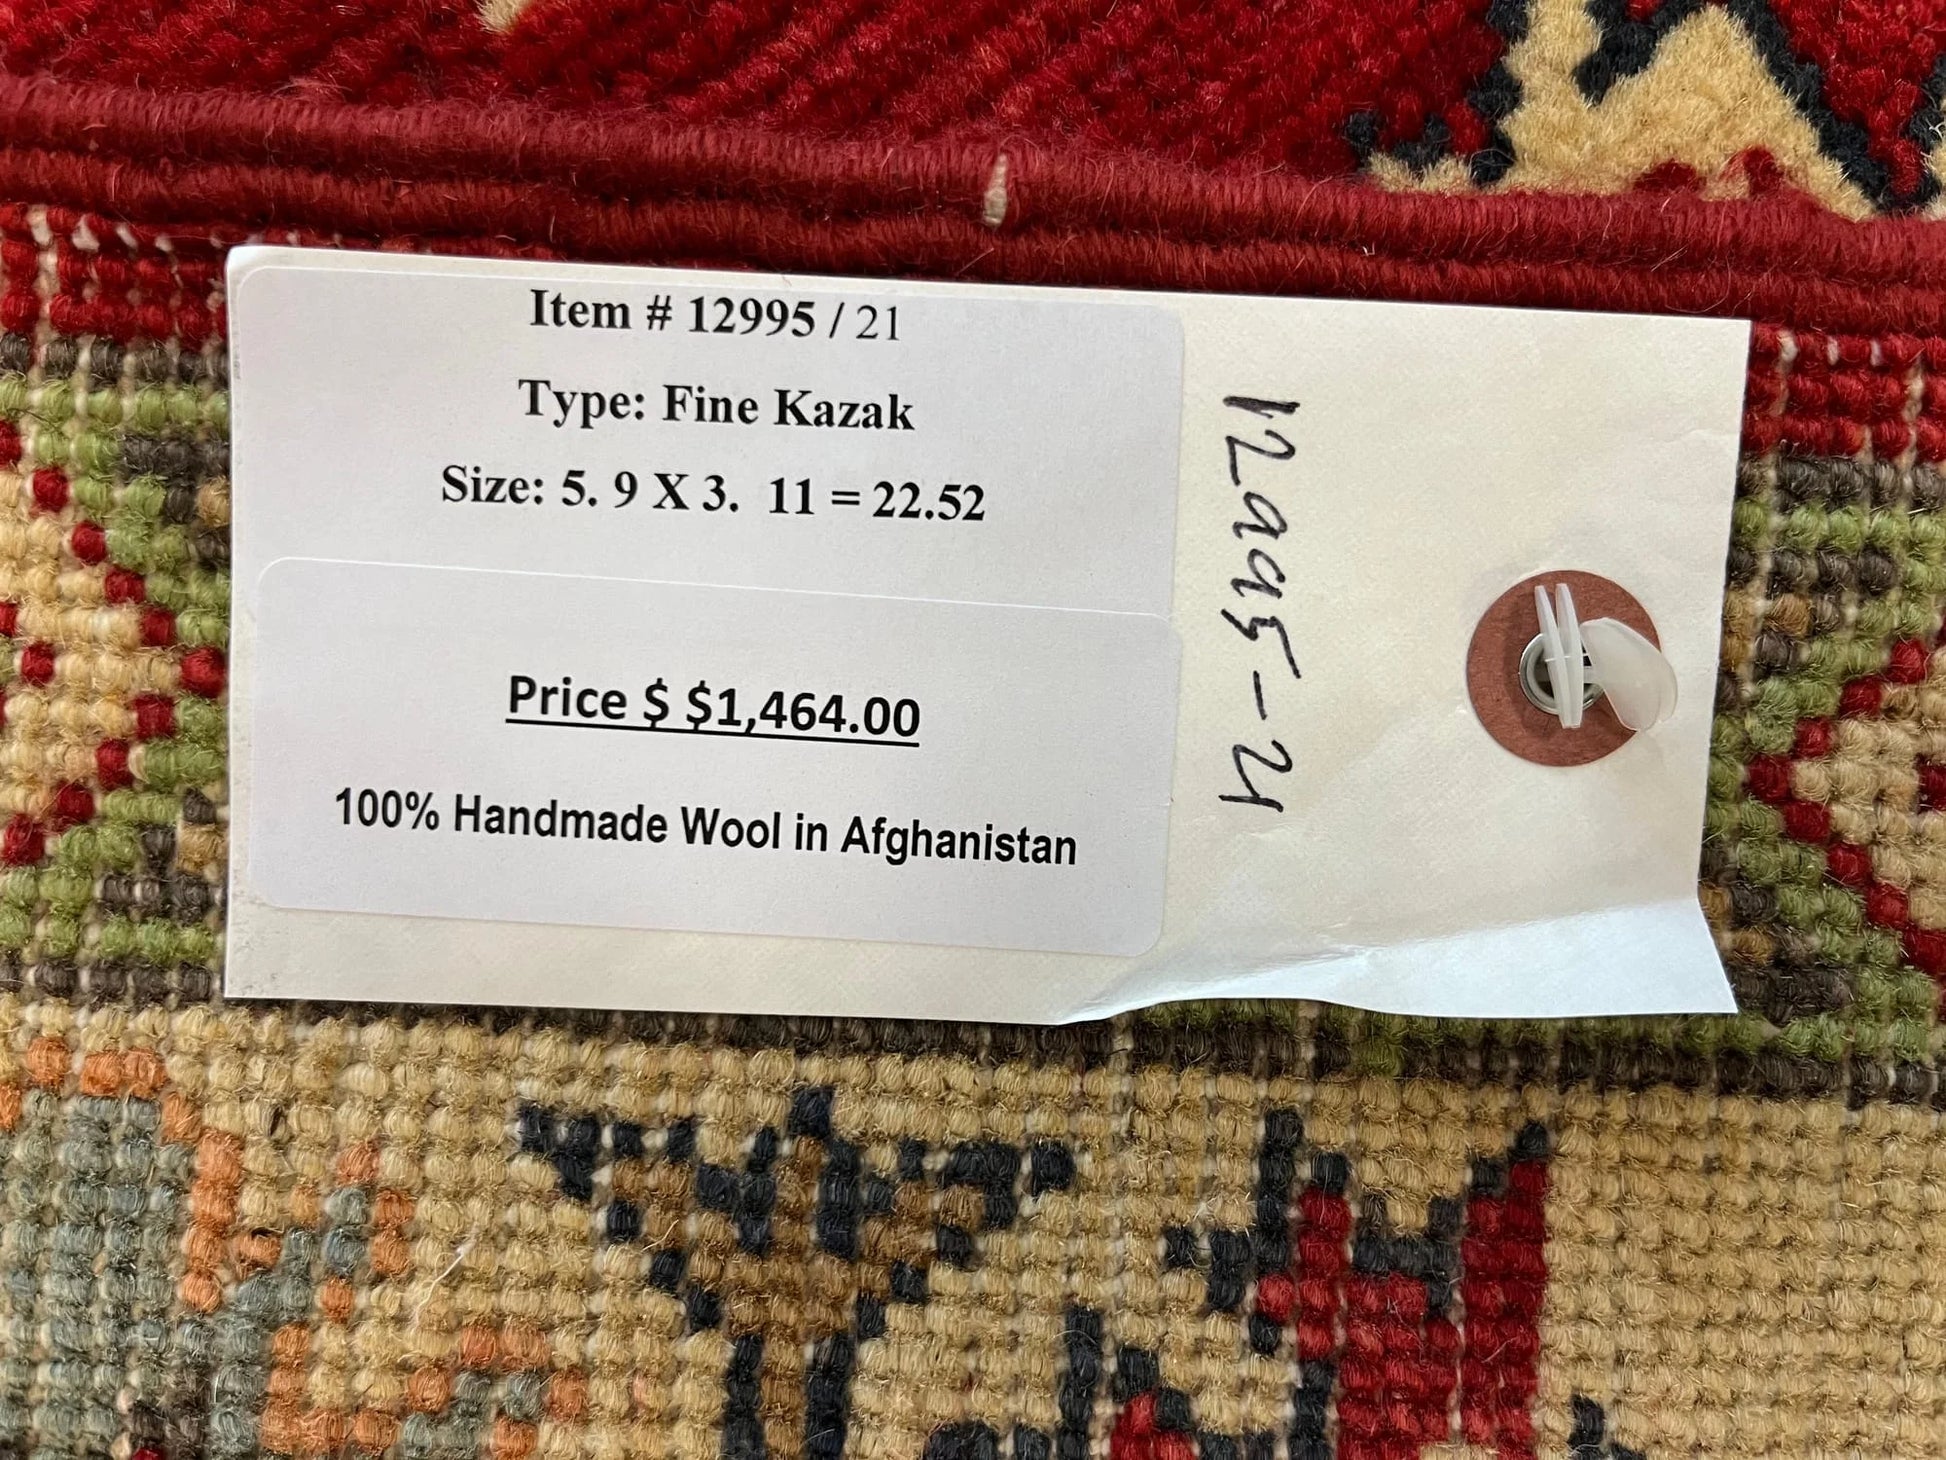 Item # 12995 / 21
Type: Fine Kazak
Size: 5. 9 X 3.  11 = 22.52
Price $ $1,464.00
100% Handmade Wool in Afghanistan
12995-21